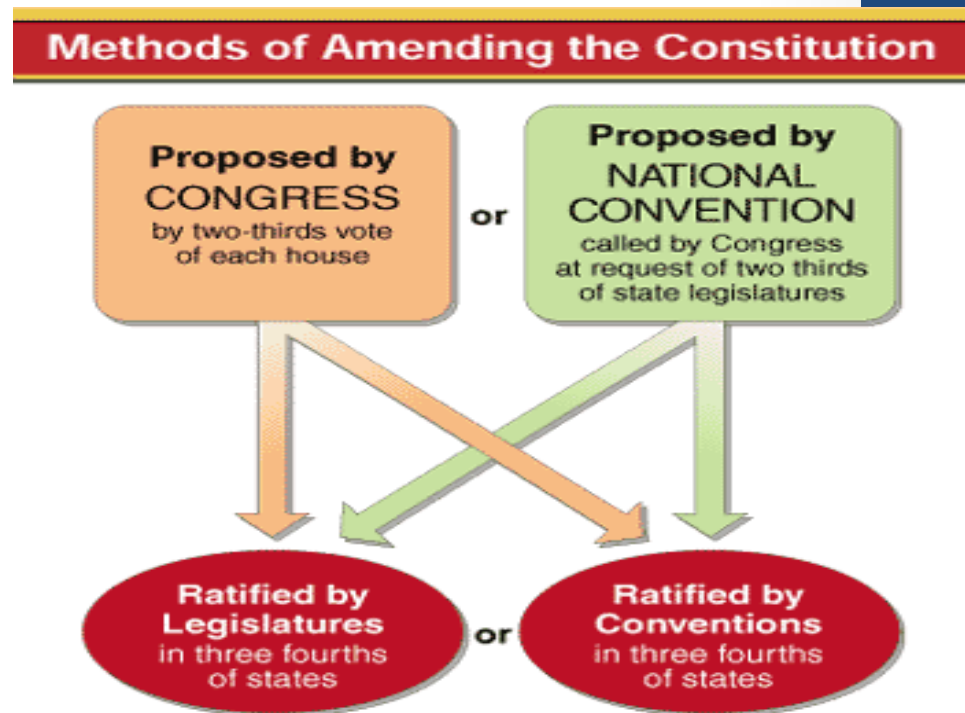 Methods of Amending the Constitution
Proposed by
CONGRESS
by two-thirds vote
of each house
or
Proposed by
NATIONAL
CONVENTION
called by Congress
at request of two thirds
of state legislatures
Ratified by
Legislatures
in three fourths
of states
or
Ratified by
Conventions
in three fourths
of states